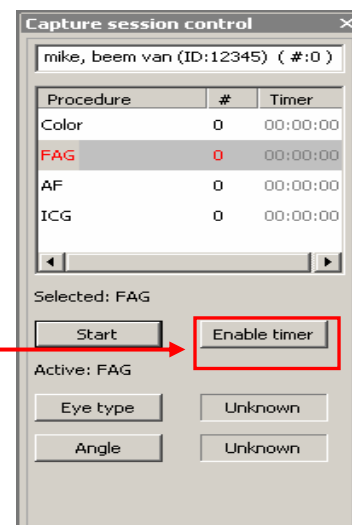 Capture session control
mike, beem van (ID:12345) ( #:0 )
Procedure # Timer
Color 0 00:00:00
FAG 0 00:00:00
AF 0 00:00:00
ICG 0 00:00:00
Selected: FAG
Start Enable timer
Active: FAG
Eye type Unknown
Angle Unknown